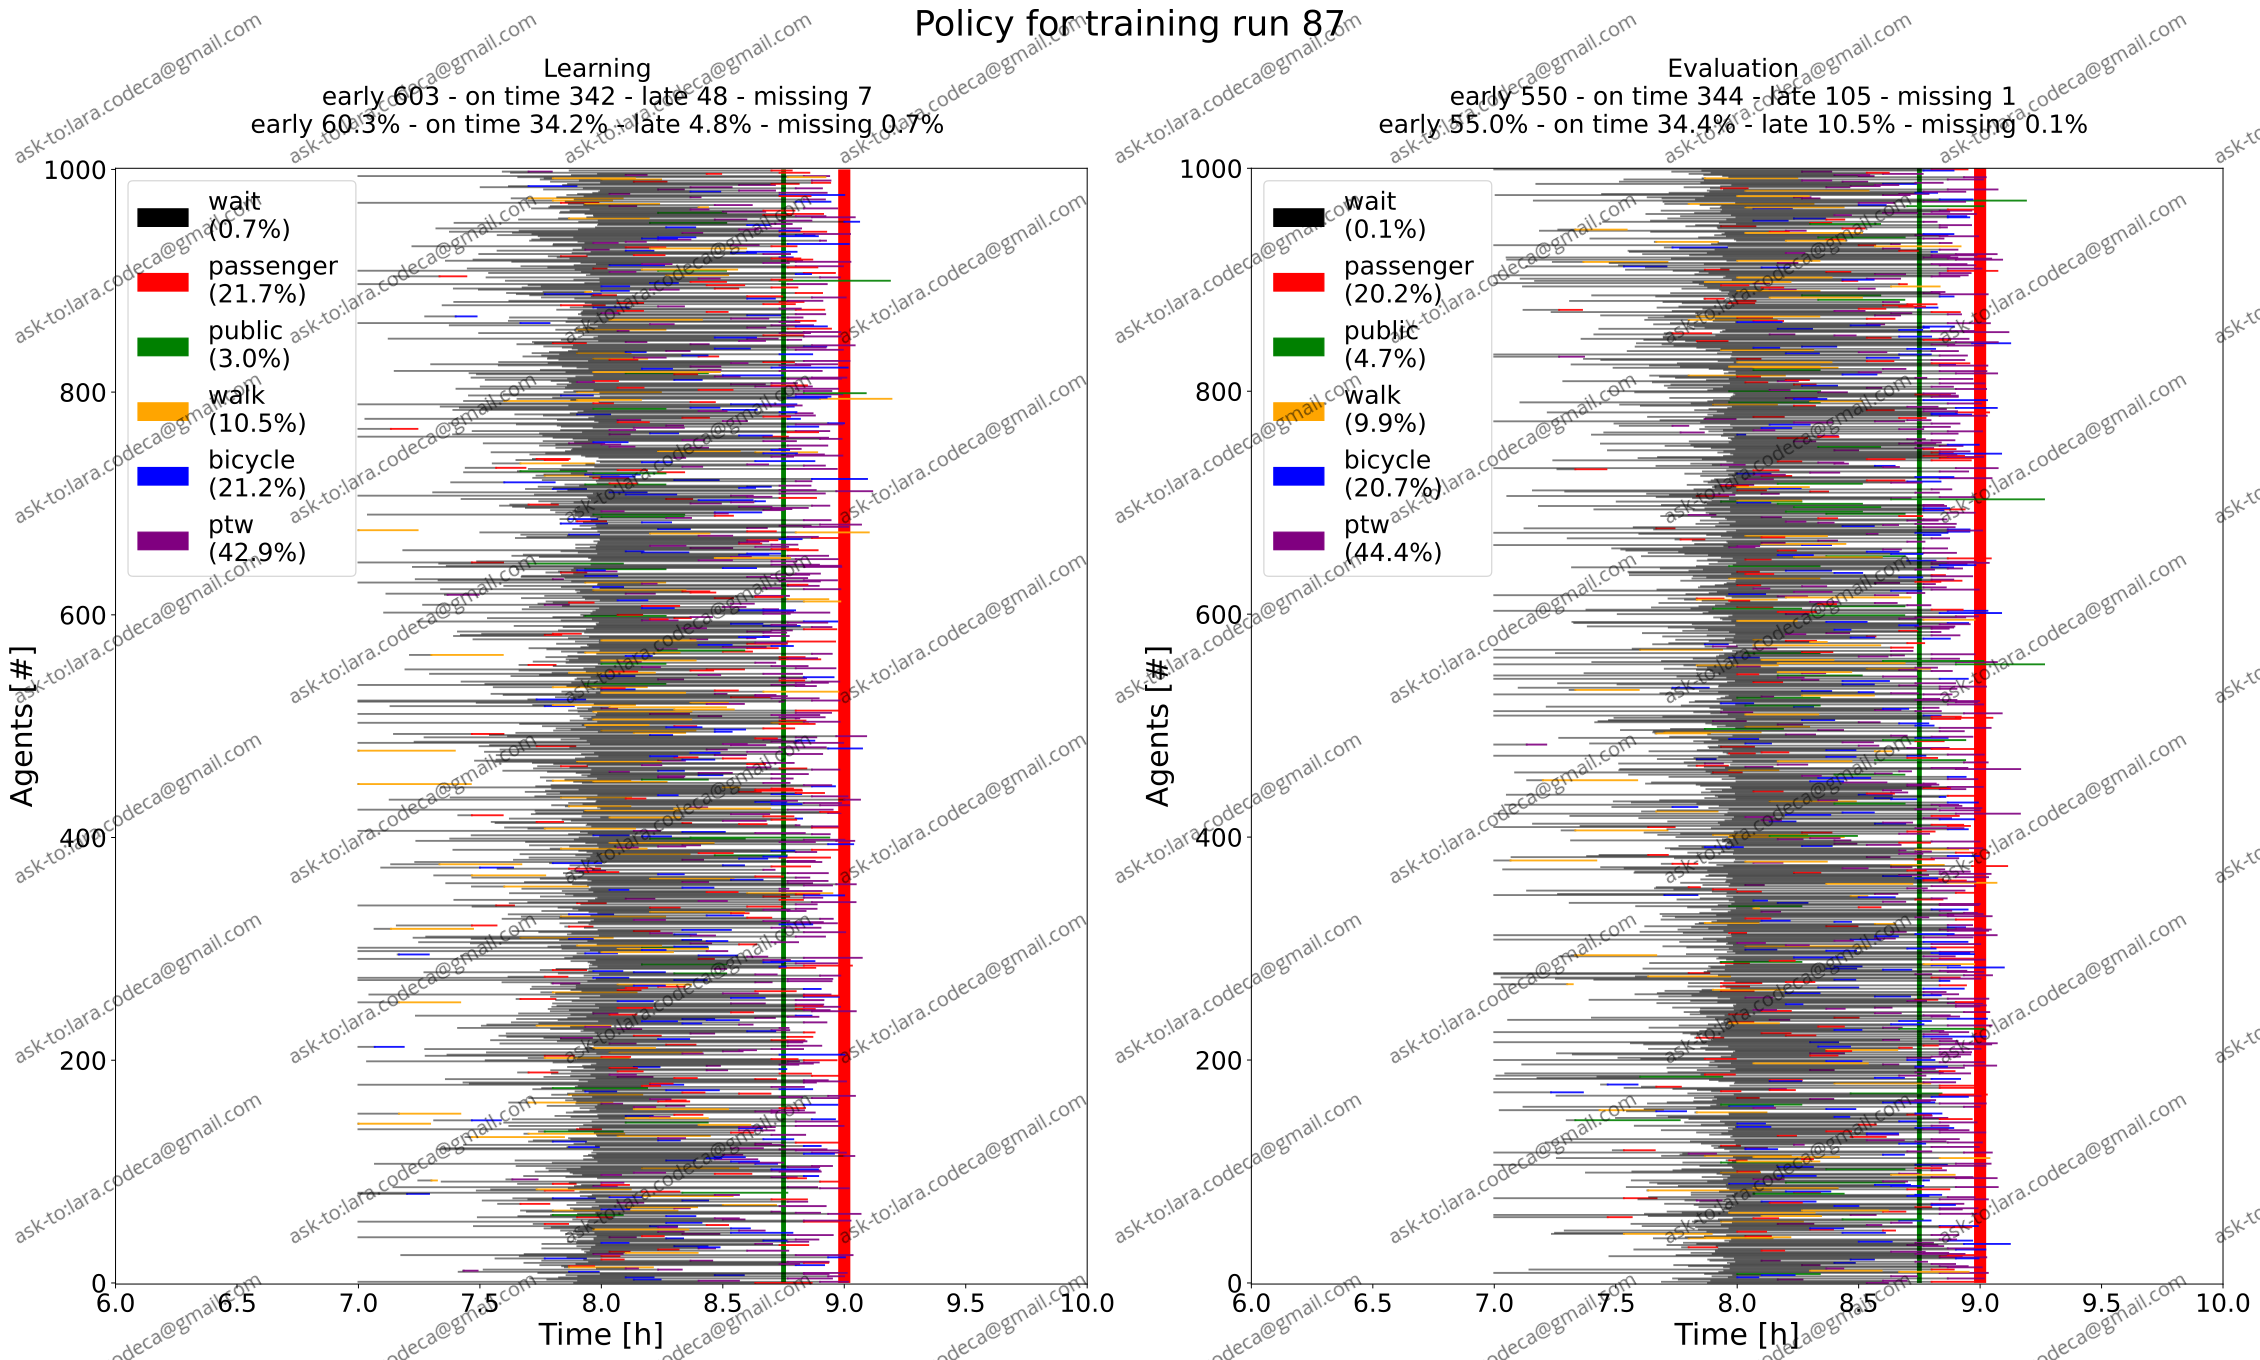 Policy for training run 87
Learning
early 603 - on time 342 - late 48 - missing 7
early 60.3% - on time 34.2% - late 4.8% - missing 0.7%
1000
800
600
400
200
0
Agents [#]
wait
(0.7%)
passenger
(21.7%)
public
(3.0%)
walk
(10.5%)
bicycle
(21.2%)
ptw
(42.9%)
6.0 6.5 7.0 7.5 8.0 8.5 9.0 9.5 10.0
Time [h]
Evaluation
early 550 - on time 344 - late 105 - missing 1
early 55.0% - on time 34.4% - late 10.5% - missing 0.1%
1000
800
600
400
200
0
Agents [#]
wait
(0.1%)
passenger
(20.2%)
public
(4.7%)
walk
(9.9%)
bicycle
(20.7%)
ptw
(44.4%)
6.0 6.5 7.0 7.5 8.0 8.5 9.0 9.5 10.0
Time [h]
ask-to:lara.codeca@gmail.com